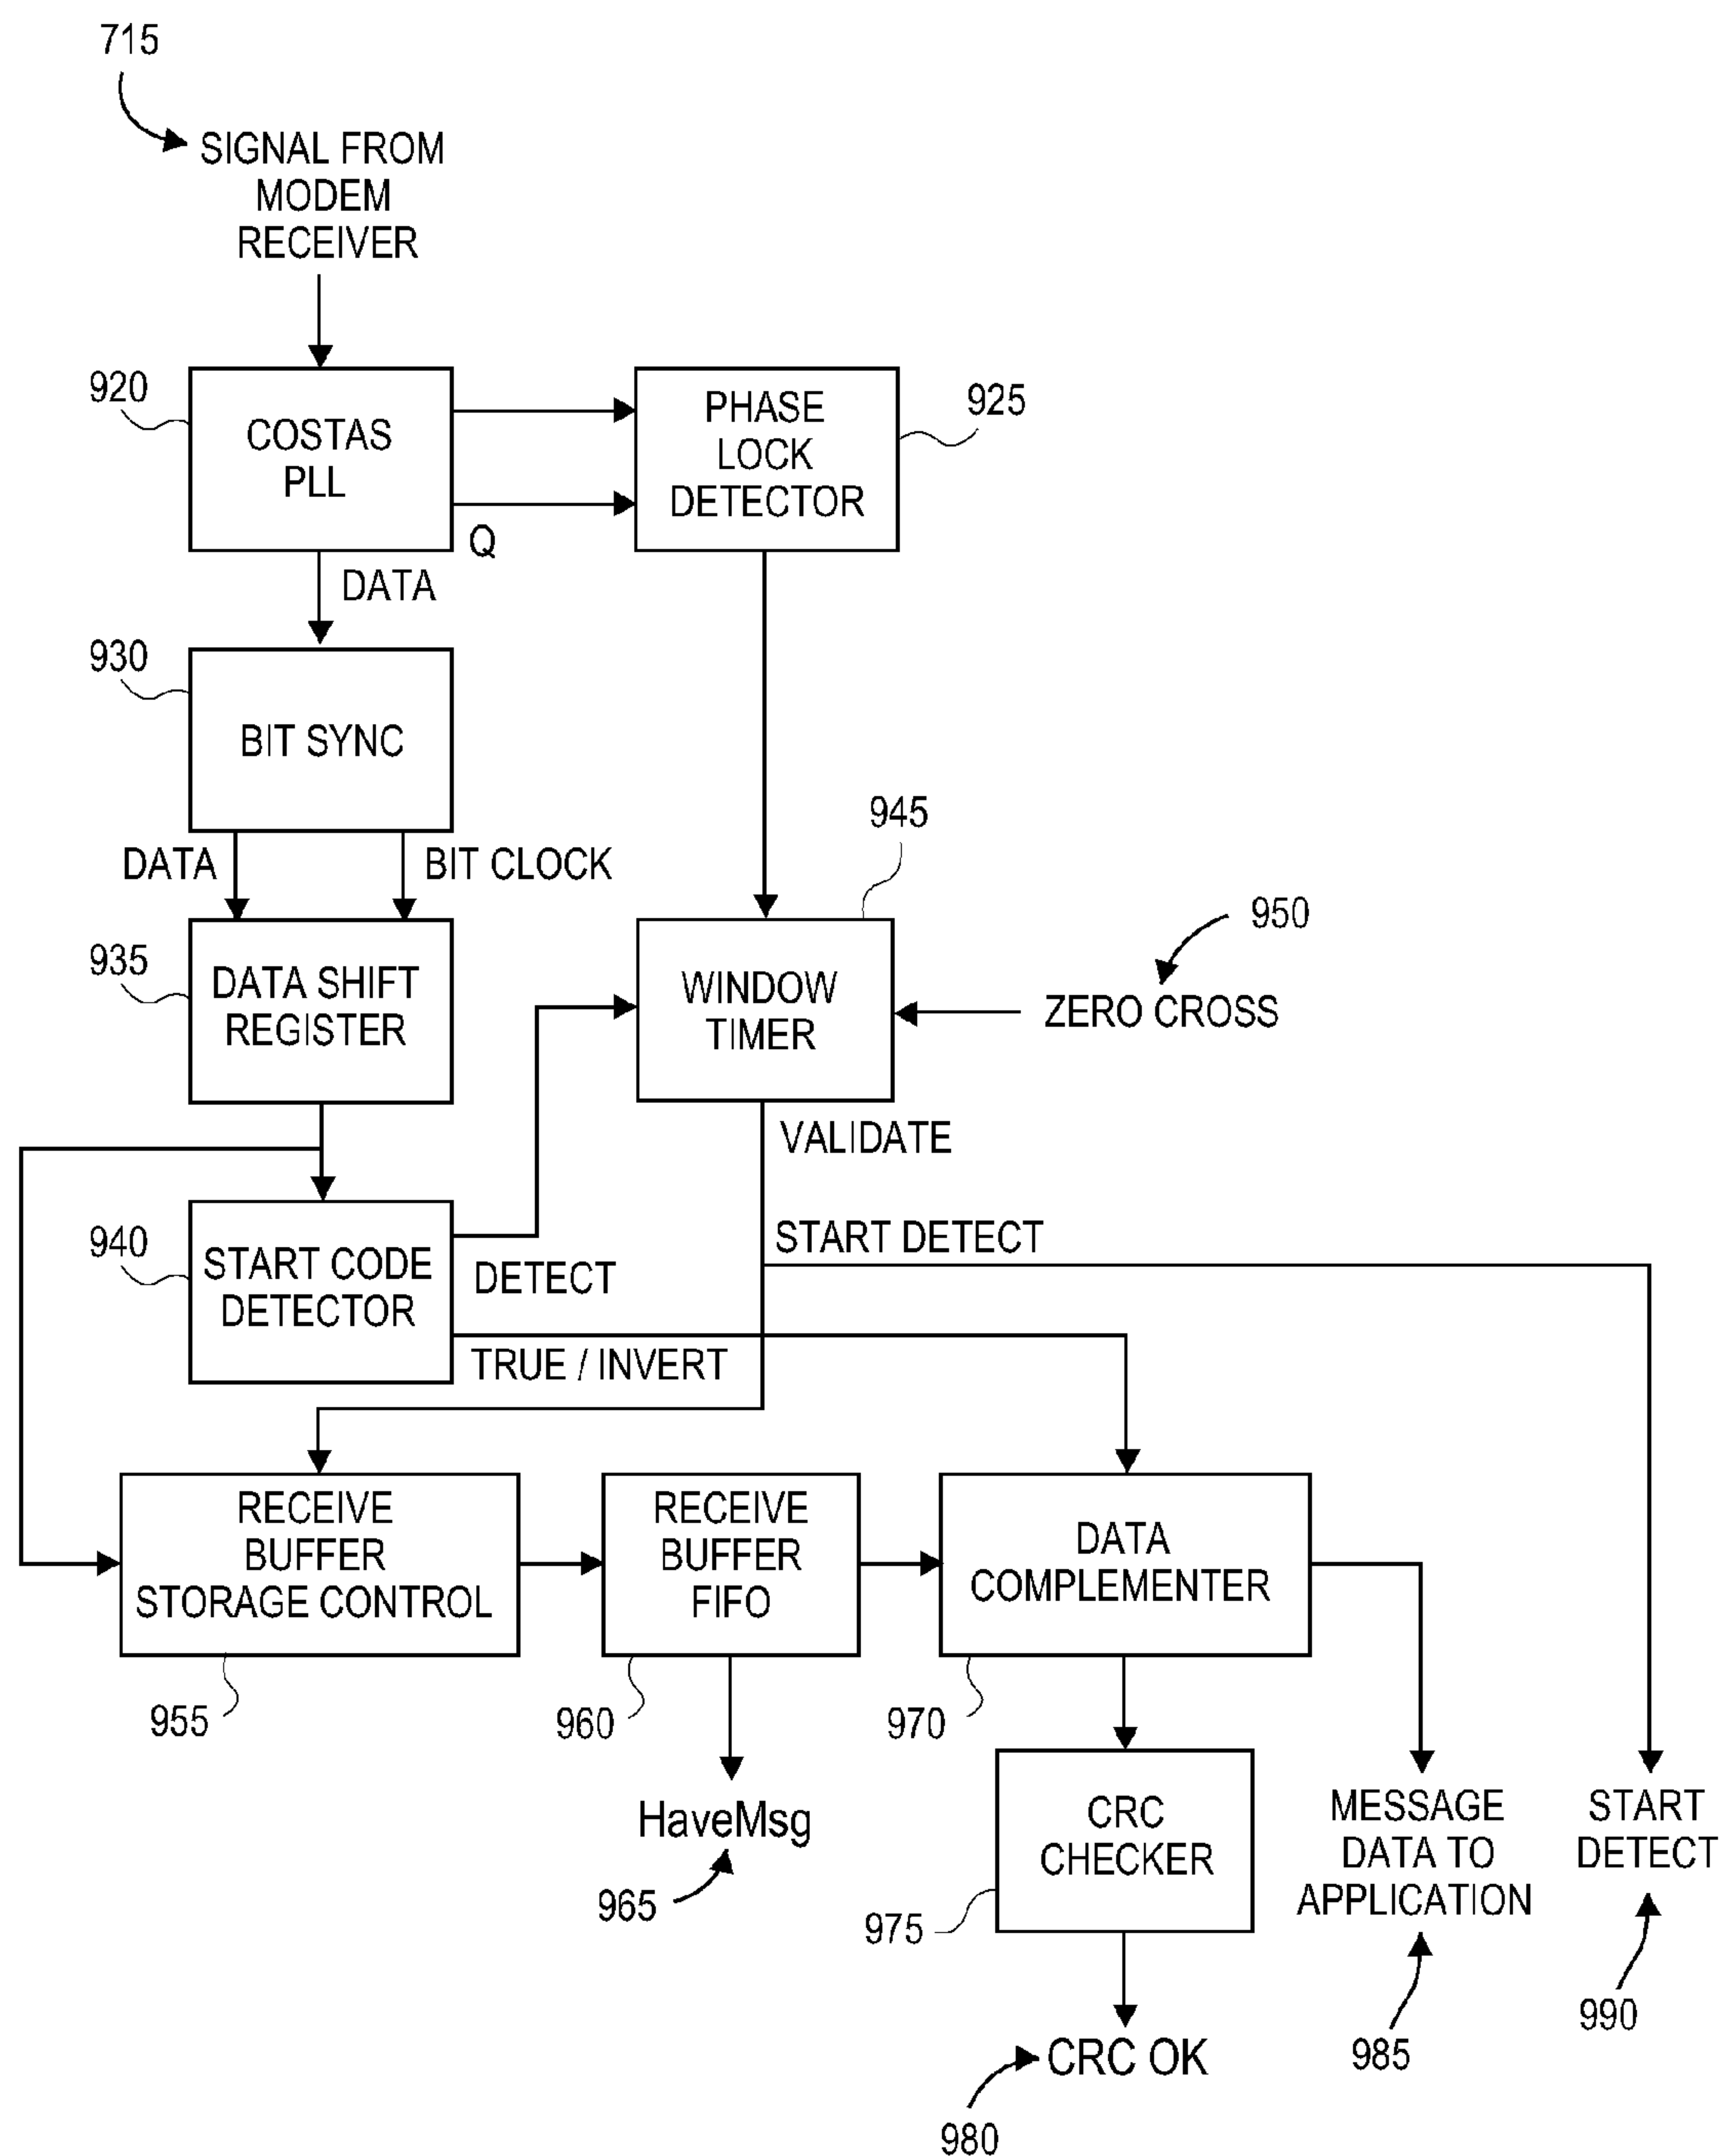 715
SIGNAL FROM
MODEM
RECEIVER
920
COSTAS
PLL
PHASE
LOCK
DETECTOR
925
Q
DATA
930
BIT SYNC
DATA
BIT CLOCK
945
950
935
DATA SHIFT
REGISTER
WINDOW
TIMER
ZERO CROSS
VALIDATE
START DETECT
940
START CODE
DETECTOR
DETECT
TRUE / INVERT
RECEIVE
BUFFER
STORAGE CONTROL
RECEIVE
BUFFER
FIFO
DATA
COMPLEMENTER
955
960
970
HaveMsg
965
CRC
CHECKER
975
MESSAGE
DATA TO
APPLICATION
START
DETECT
985
990
CRC OK
980